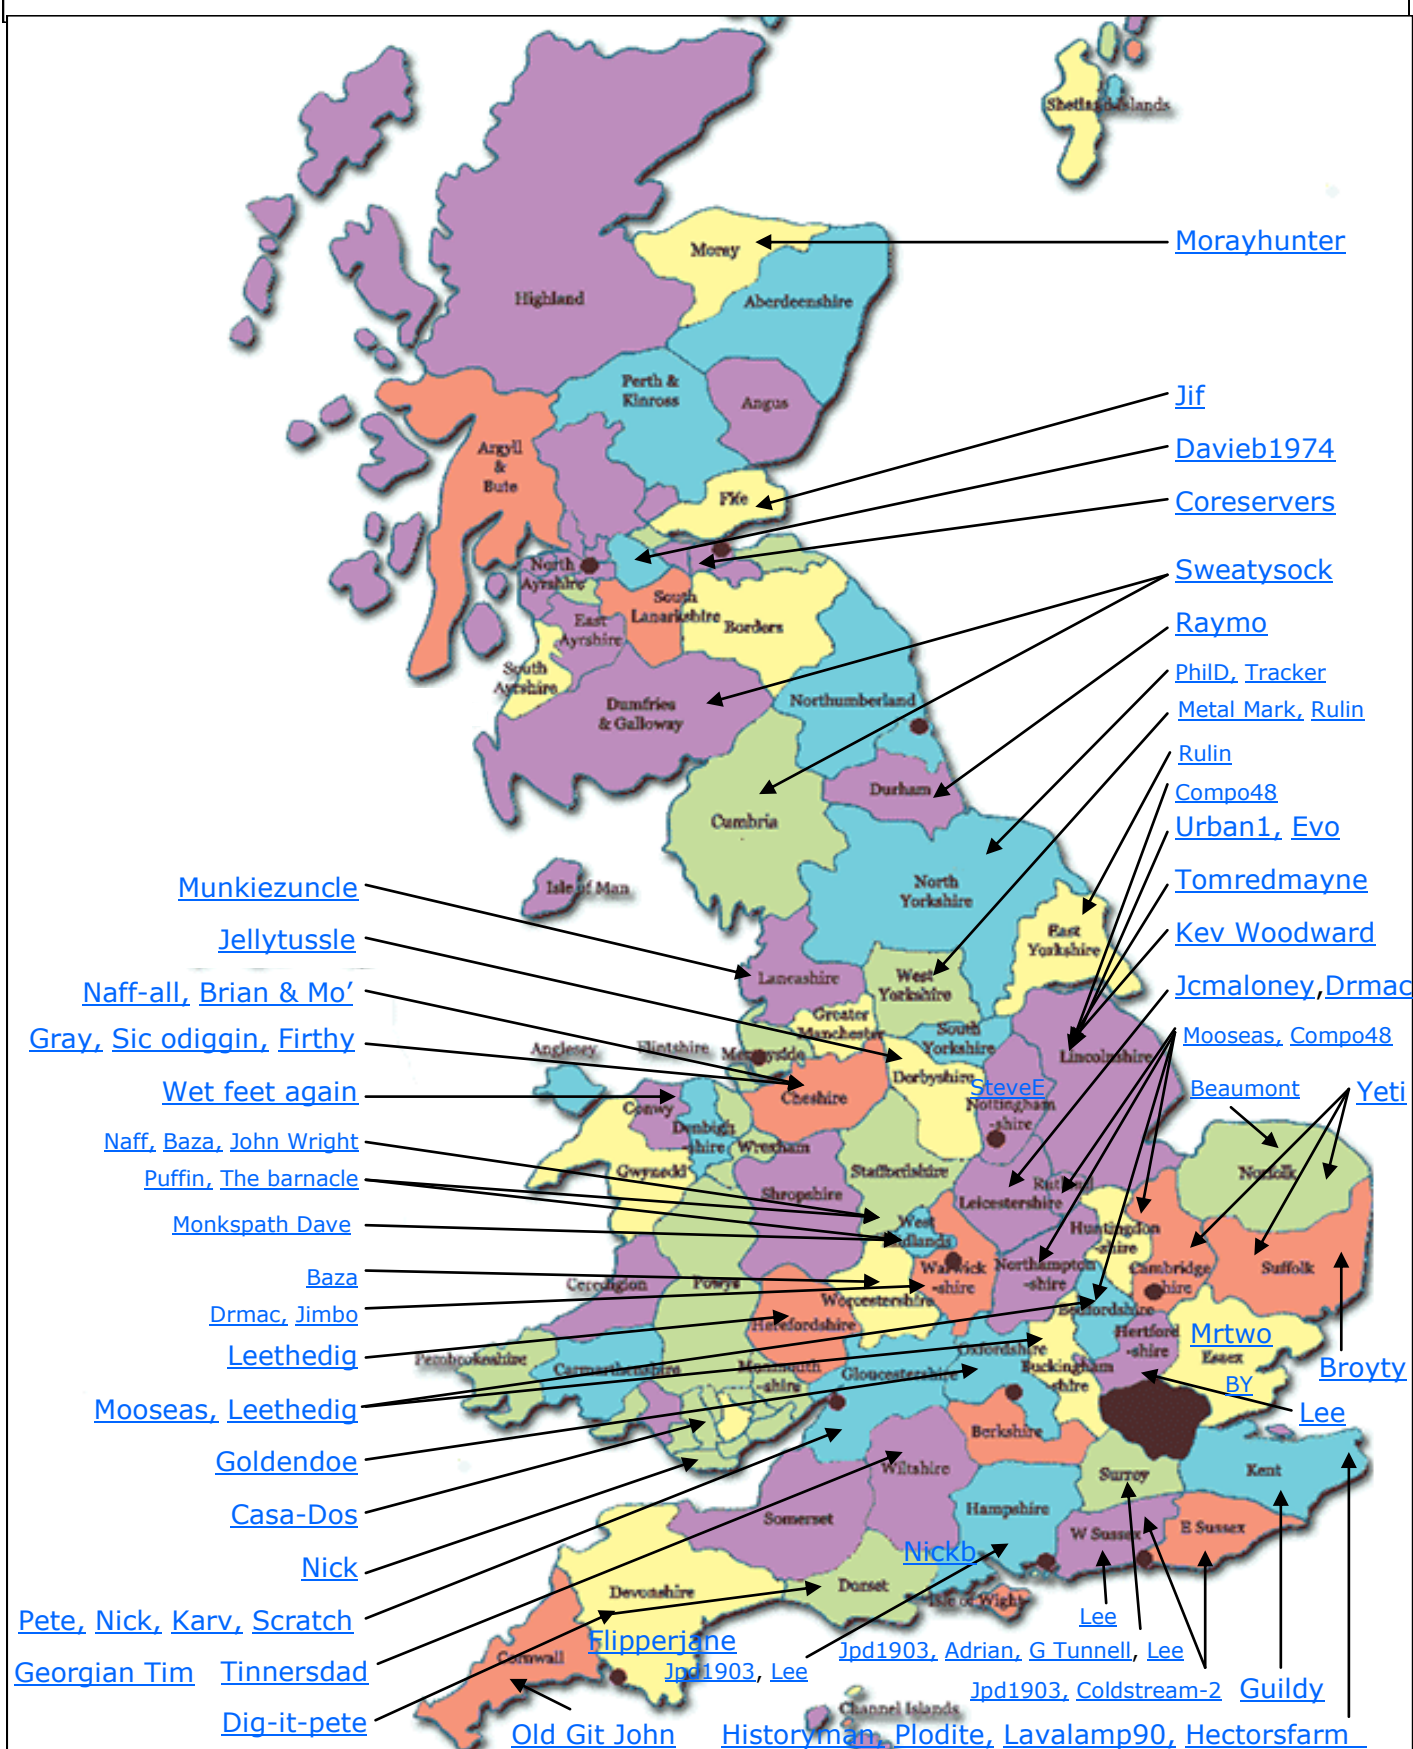 Shetland Islands
Moray
Morayhunter
Highland
Aberdeenshire
Perth &
Kinross
Angus
Jif
Argyll
&
Bute
Davieb1974
Fife
Coreservers
North
Ayrshire
Sweatysock
South
Lanarkshire
East
Ayrshire
Borders
Raymo
South
Ayrshire
PhilD, Tracker
Dumfries
& Galloway
Northumberland
Metal Mark, Rulin
Rulin
Durham
Compo48
Cumbria
Urban1, Evo
Munkiezuncle
Isle of Man
North
Yorkshire
Tomredmayne
Jellytussle
East
Yorkshire
Kev Woodward
Lancashire
West
Yorkshire
Naff-all, Brian & Mo’
Jcmaloney,Drmac
Greater
Manchester
Gray, Sic odiggin, Firthy
South
Yorkshire
Mooseas, Compo48
Anglesey
Flintshire
Merseyside
Lincolnshire
Wet feet again
Cheshire
Derbyshire
SteveE
Nottingham
-shire
Beaumont
Yeti
Conwy
Denbigh
-shire
Wrexham
Naff, Baza, John Wright
Gwynedd
Staffordshire
Norfolk
Puffin, The barnacle
Shropshire
Leicestershire
Rutland
Monkspath Dave
West
Midlands
Huntingdon
-shire
Baza
Ceredigion
Powys
Warwick
-shire
Northampton
-shire
Cambridge
-shire
Suffolk
Drmac, Jimbo
Worcestershire
Herefordshire
Bedfordshire
Leethedig
Hertford
-shire
Mrtwo
Essex
Pembrokeshire
Carmarthenshire
Monmouth
-shire
Gloucestershire
Oxfordshire
Buckingham
-shire
BY
Broyty
Mooseas, Leethedig
Lee
Goldendoe
Berkshire
Wiltshire
Surrey
Kent
Casa-Dos
Somerset
Hampshire
W Sussex
E Sussex
Nick
Nickb
Devonshire
Dorset
Isle of Wight
Pete, Nick, Karv, Scratch
Lee
Flipperjane
Jpd1903, Adrian, G Tunnell, Lee
Georgian Tim Tinnersdad
Cornwall
Jpd1903, Lee
Jpd1903, Coldstream-2 Guildy
Dig-it-pete
Channel Islands
Old Git John
Historyman, Plodite, Lavalamp90, Hectorsfarm